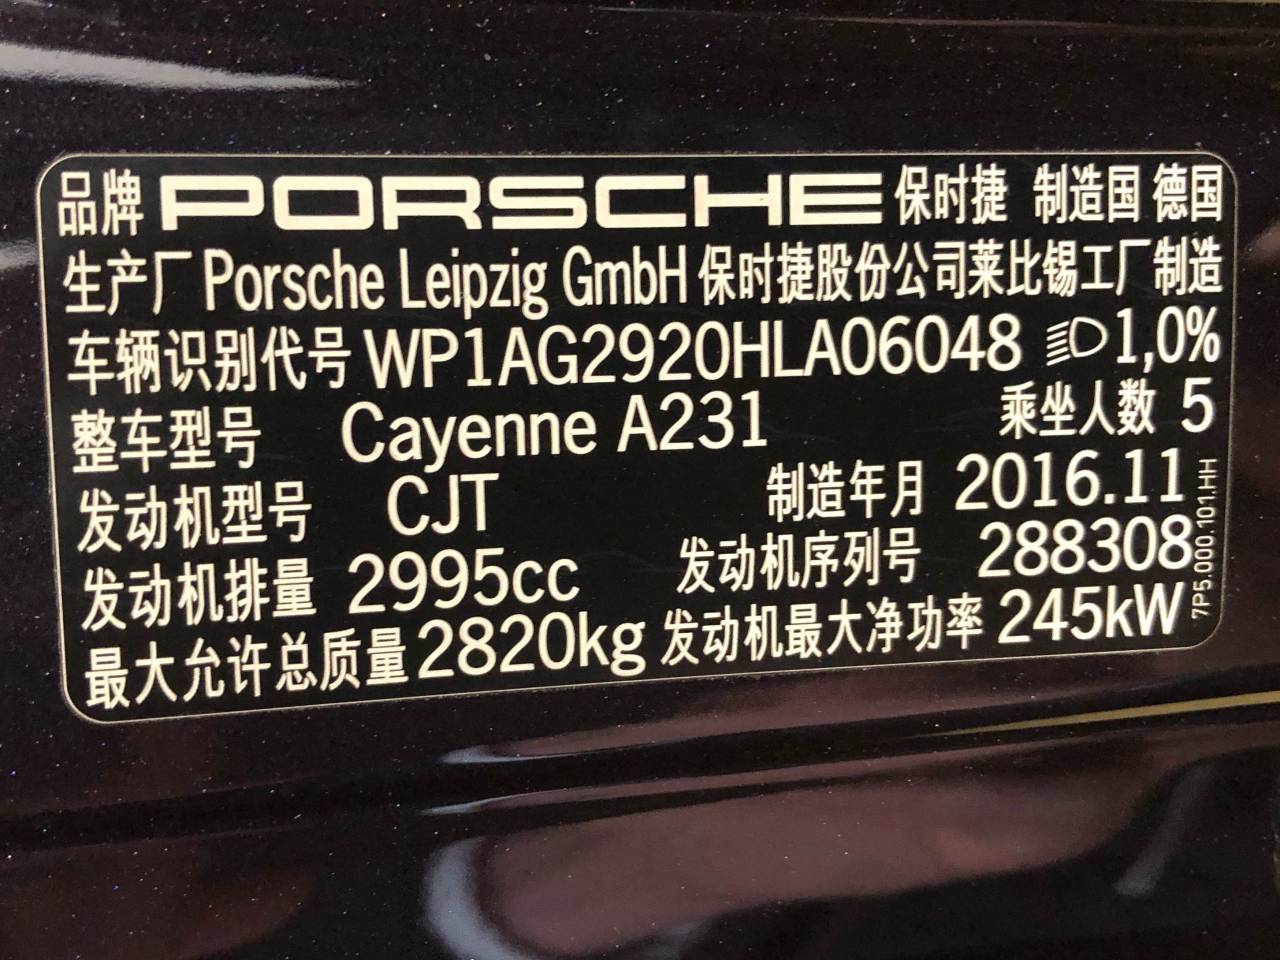 品牌 PORSCHE 保时捷 制造国 德国
生产厂 Porsche Leipzig GmbH 保时捷股份公司莱比锡工厂制造
车辆识别代号 WP1AG2920HLA06048 1,0%
整车型号 Cayenne A231 乘坐人数 5
发动机型号 CJT 制造年月 2016.11
发动机排量 2995cc 发动机序列号 288308
最大允许总质量 2820kg 发动机最大净功率 245kW
7P5.000.101.HH